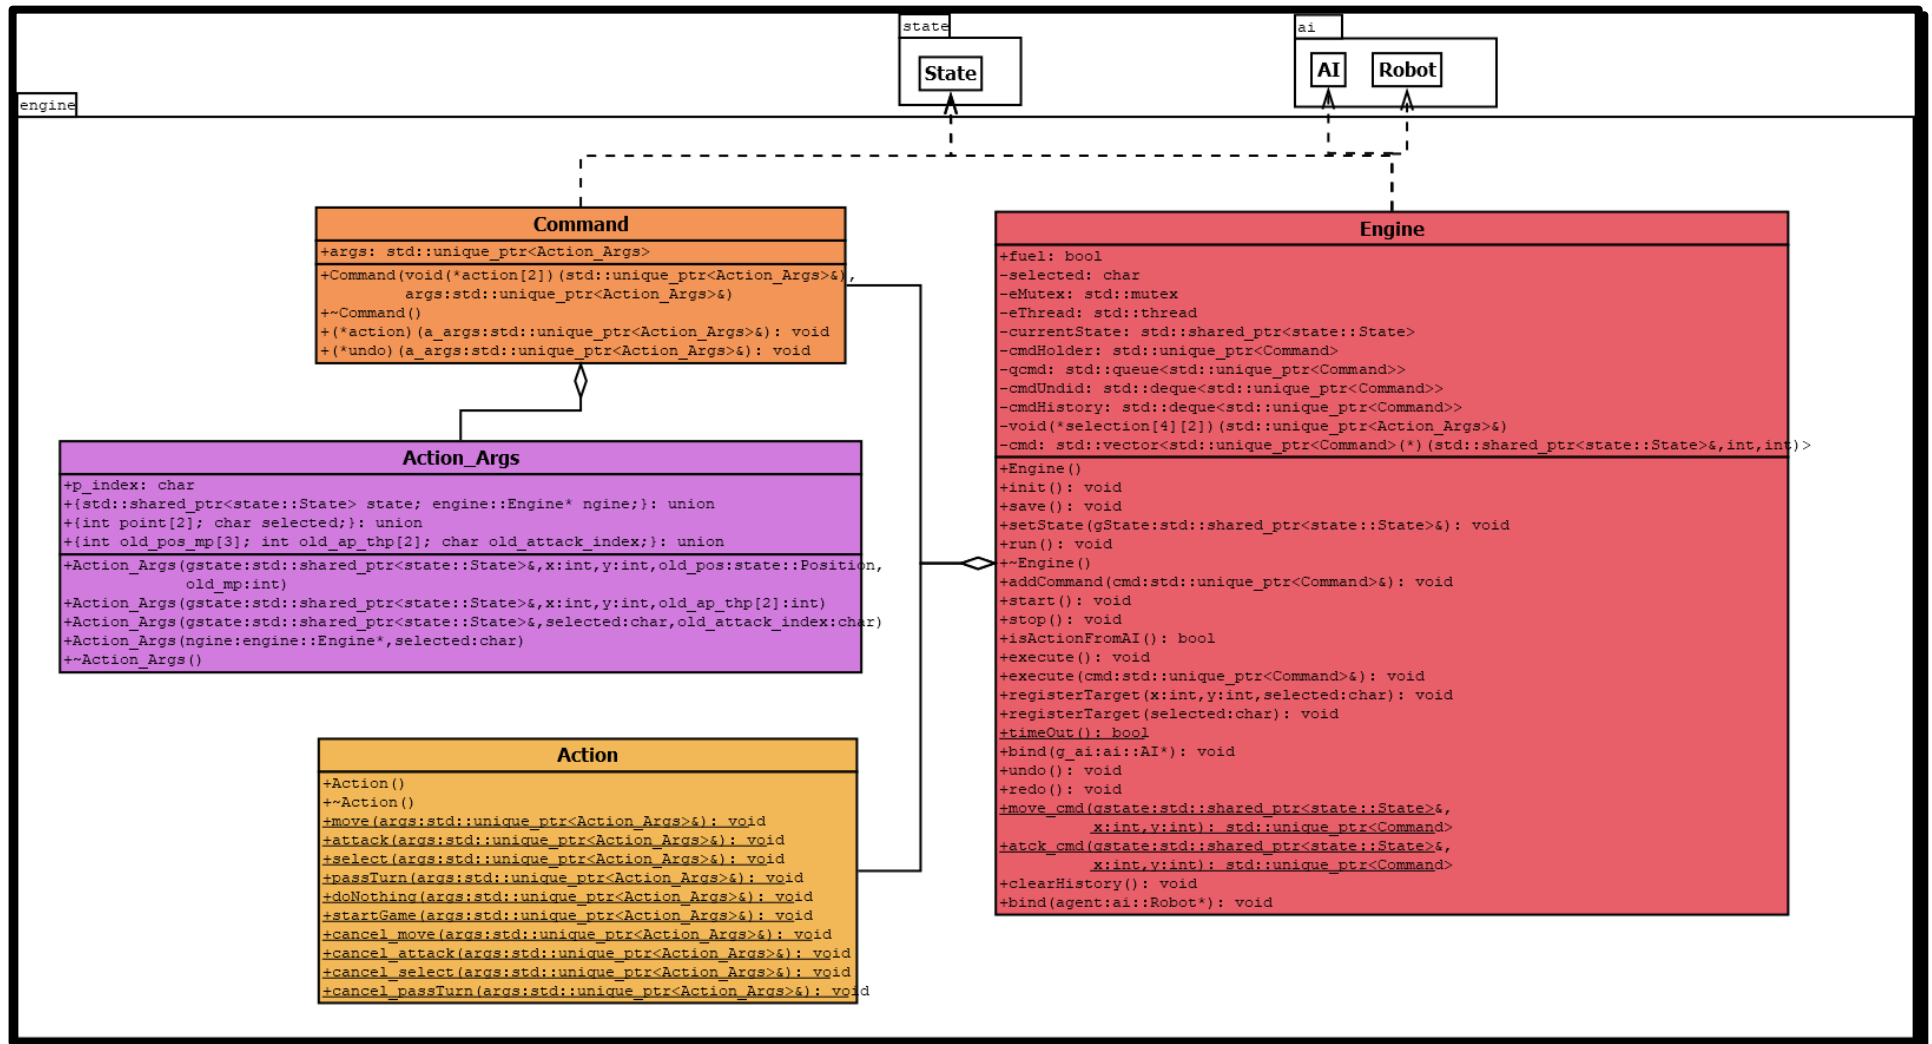 state
ai
State
AI
Robot
engine
Command
+args: std::unique_ptr<Action_Args>
+Command(void(*action[2])(std::unique_ptr<Action_Args>&),
args:std::unique_ptr<Action_Args>&)
+~Command()
+(*action)(a_args:std::unique_ptr<Action_Args>&): void
+(*undo)(a_args:std::unique_ptr<Action_Args>&): void
Action_Args
+p_index: char
+{std::shared_ptr<state::State> state; engine::Engine* ngine;}: union
+{int point[2]; char selected;}: union
+{int old_pos_mp[3]; int old_ap_thp[2]; char old_attack_index;}: union
+Action_Args(gstate:std::shared_ptr<state::State>&,x:int,y:int,old_pos:state::Position,
old_mp:int)
+Action_Args(gstate:std::shared_ptr<state::State>&,x:int,y:int,old_ap_thp[2]:int)
+Action_Args(gstate:std::shared_ptr<state::State>&,selected:char,old_attack_index:char)
+Action_Args(ngine:engine::Engine*,selected:char)
+~Action_Args()
Action
+Action()
+~Action()
+move(args:std::unique_ptr<Action_Args>&): void
+attack(args:std::unique_ptr<Action_Args>&): void
+select(args:std::unique_ptr<Action_Args>&): void
+passTurn(args:std::unique_ptr<Action_Args>&): void
+doNothing(args:std::unique_ptr<Action_Args>&): void
+startGame(args:std::unique_ptr<Action_Args>&): void
+cancel_move(args:std::unique_ptr<Action_Args>&): void
+cancel_attack(args:std::unique_ptr<Action_Args>&): void
+cancel_select(args:std::unique_ptr<Action_Args>&): void
+cancel_passTurn(args:std::unique_ptr<Action_Args>&): void
Engine
+fuel: bool
-selected: char
-eMutex: std::mutex
-eThread: std::thread
-currentState: std::shared_ptr<state::State>
-cmdHolder: std::unique_ptr<Command>
-qcmd: std::queue<std::unique_ptr<Command>>
-cmdUndid: std::deque<std::unique_ptr<Command>>
-cmdHistory: std::deque<std::unique_ptr<Command>>
-void(*selection[4][2])(std::unique_ptr<Action_Args>&)
-cmd: std::vector<std::unique_ptr<Command>(*)(std::shared_ptr<state::State>&,int,int)>
+Engine()
+init(): void
+save(): void
+setState(gState:std::shared_ptr<state::State>&): void
+run(): void
+~Engine()
+addCommand(cmd:std::unique_ptr<Command>&): void
+start(): void
+stop(): void
+isActionFromAI(): bool
+execute(): void
+execute(cmd:std::unique_ptr<Command>&): void
+registerTarget(x:int,y:int,selected:char): void
+registerTarget(selected:char): void
+timeOut(): bool
+bind(g_ai:ai::AI*): void
+undo(): void
+redo(): void
+move_cmd(gstate:std::shared_ptr<state::State>&,
x:int,y:int): std::unique_ptr<Command>
+atck_cmd(gstate:std::shared_ptr<state::State>&,
x:int,y:int): std::unique_ptr<Command>
+clearHistory(): void
+bind(agent:ai::Robot*): void